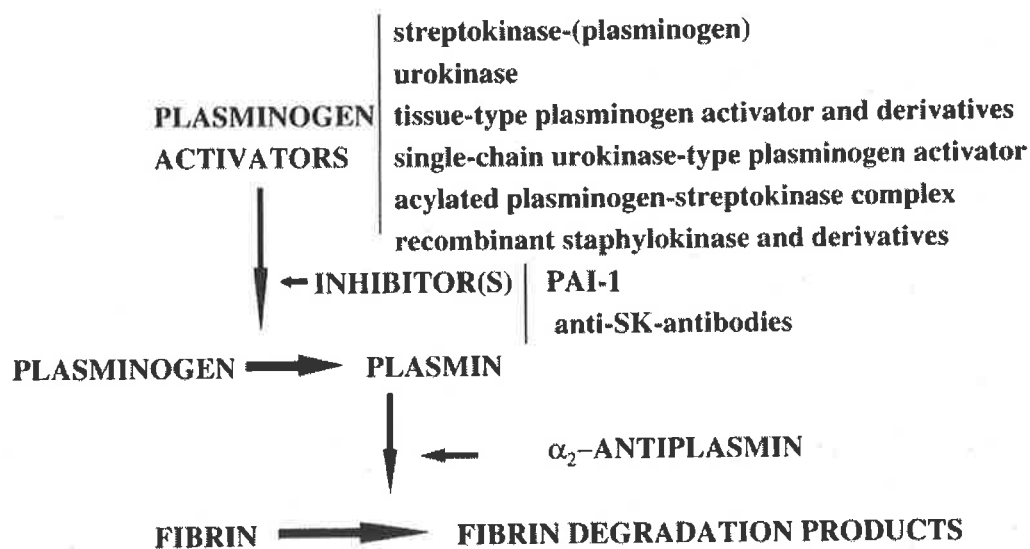 streptokinase-(plasminogen)
urokinase
PLASMINOGEN tissue-type plasminogen activator and derivatives
ACTIVATORS single-chain urokinase-type plasminogen activator
acylated plasminogen-streptokinase complex
recombinant staphylokinase and derivatives
INHIBITOR(S) PAI-1
anti-SK-antibodies
PLASMINOGEN PLASMIN
α₂–ANTIPLASMIN
FIBRIN FIBRIN DEGRADATION PRODUCTS